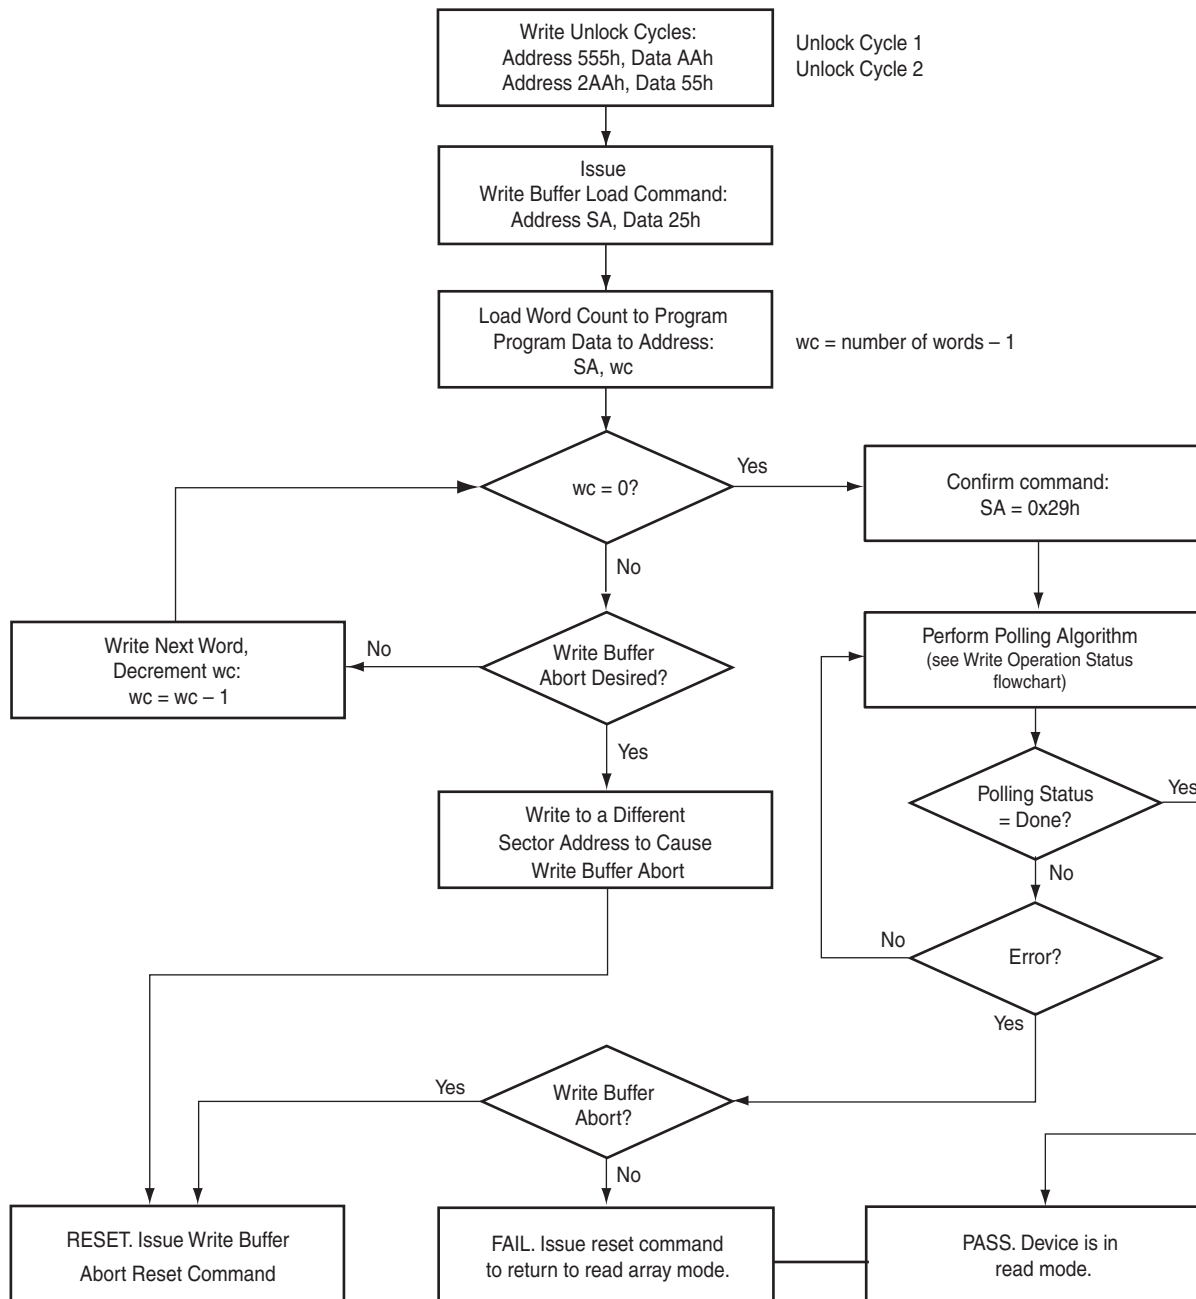 Write Unlock Cycles:
Address 555h, Data AAh
Address 2AAh, Data 55h
Unlock Cycle 1
Unlock Cycle 2
Issue
Write Buffer Load Command:
Address SA, Data 25h
Load Word Count to Program
Program Data to Address:
SA, wc
wc = number of words – 1
wc = 0?
Yes
Confirm command:
SA = 0x29h
No
Write Next Word,
Decrement wc:
wc = wc – 1
No
Write Buffer
Abort Desired?
Perform Polling Algorithm
(see Write Operation Status
flowchart)
Yes
Write to a Different
Sector Address to Cause
Write Buffer Abort
Polling Status
= Done?
Yes
No
Error?
No
Yes
Write Buffer
Abort?
Yes
No
RESET. Issue Write Buffer
Abort Reset Command
FAIL. Issue reset command
to return to read array mode.
PASS. Device is in
read mode.